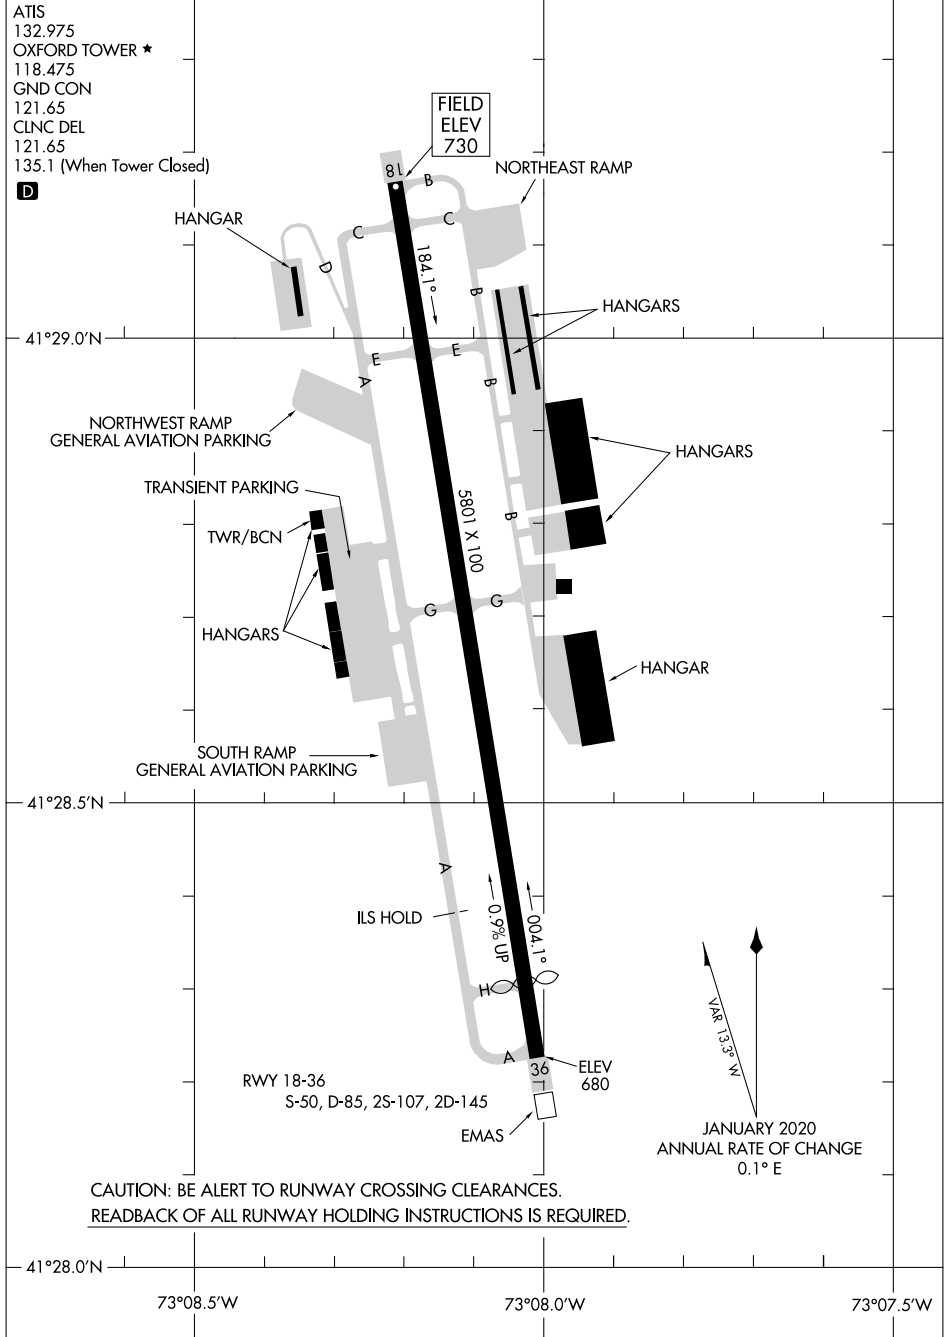 ATIS
132.975
OXFORD TOWER ★
118.475
GND CON
121.65
CLNC DEL
121.65
135.1 (When Tower Closed)
D
FIELD
ELEV
730
18
B
NORTHEAST RAMP
HANGAR
C
C
D
184.1°
B
HANGARS
41°29.0'N
E
E
A
B
NORTHWEST RAMP
GENERAL AVIATION PARKING
HANGARS
TRANSIENT PARKING
5801 X 100
B
TWR/BCN
G
G
HANGARS
HANGAR
SOUTH RAMP
GENERAL AVIATION PARKING
41°28.5'N
A
ILS HOLD
0.9% UP
004.1°
H
VAR 13.3° W
A
36
ELEV
680
RWY 18-36
S-50, D-85, 2S-107, 2D-145
EMAS
JANUARY 2020
ANNUAL RATE OF CHANGE
0.1° E
CAUTION: BE ALERT TO RUNWAY CROSSING CLEARANCES.
READBACK OF ALL RUNWAY HOLDING INSTRUCTIONS IS REQUIRED.
41°28.0'N
73°08.5'W
73°08.0'W
73°07.5'W